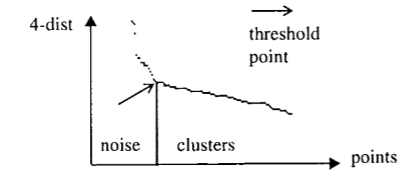 4-dist
threshold
point
noise
clusters
points